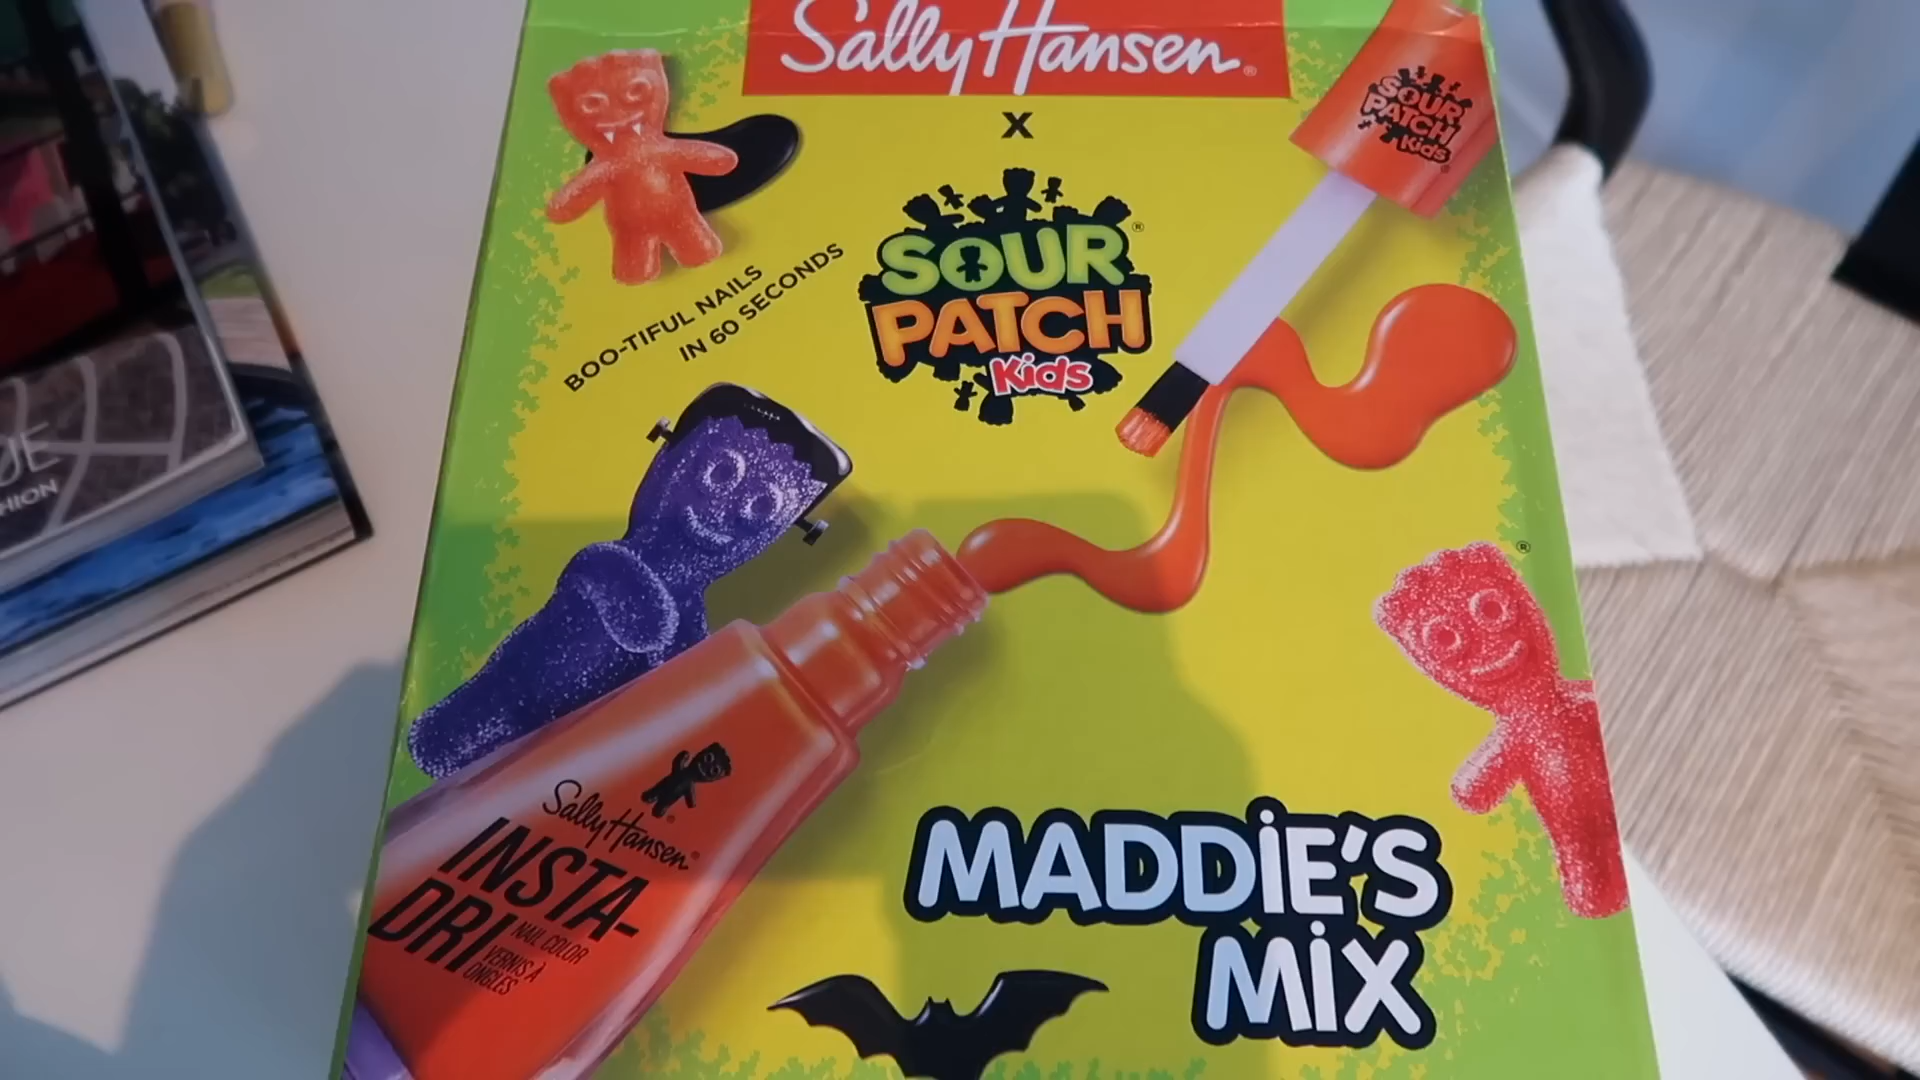 Sally Hansen®
X
SOUR
PATCH
Kids
®
BOO-TIFUL NAILS
IN 60 SECONDS
SOUR
PATCH
Kids
®
®
Sally Hansen®
INSTA-
DRI
NAIL COLOR
VERNIS À
ONGLES
MADDiE'S
MiX